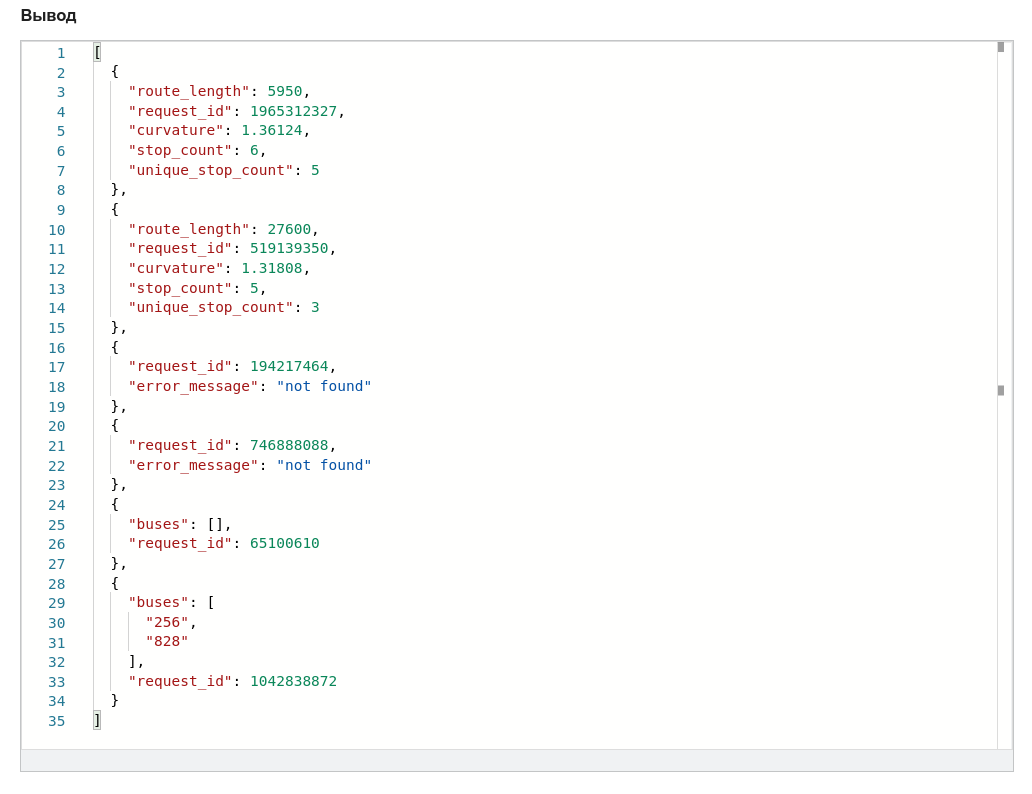 Вывод
1 [
2   {
3     "route_length": 5950,
4     "request_id": 1965312327,
5     "curvature": 1.36124,
6     "stop_count": 6,
7     "unique_stop_count": 5
8   },
9   {
10     "route_length": 27600,
11     "request_id": 519139350,
12     "curvature": 1.31808,
13     "stop_count": 5,
14     "unique_stop_count": 3
15   },
16   {
17     "request_id": 194217464,
18     "error_message": "not found"
19   },
20   {
21     "request_id": 746888088,
22     "error_message": "not found"
23   },
24   {
25     "buses": [],
26     "request_id": 65100610
27   },
28   {
29     "buses": [
30       "256",
31       "828"
32     ],
33     "request_id": 1042838872
34   }
35 ]